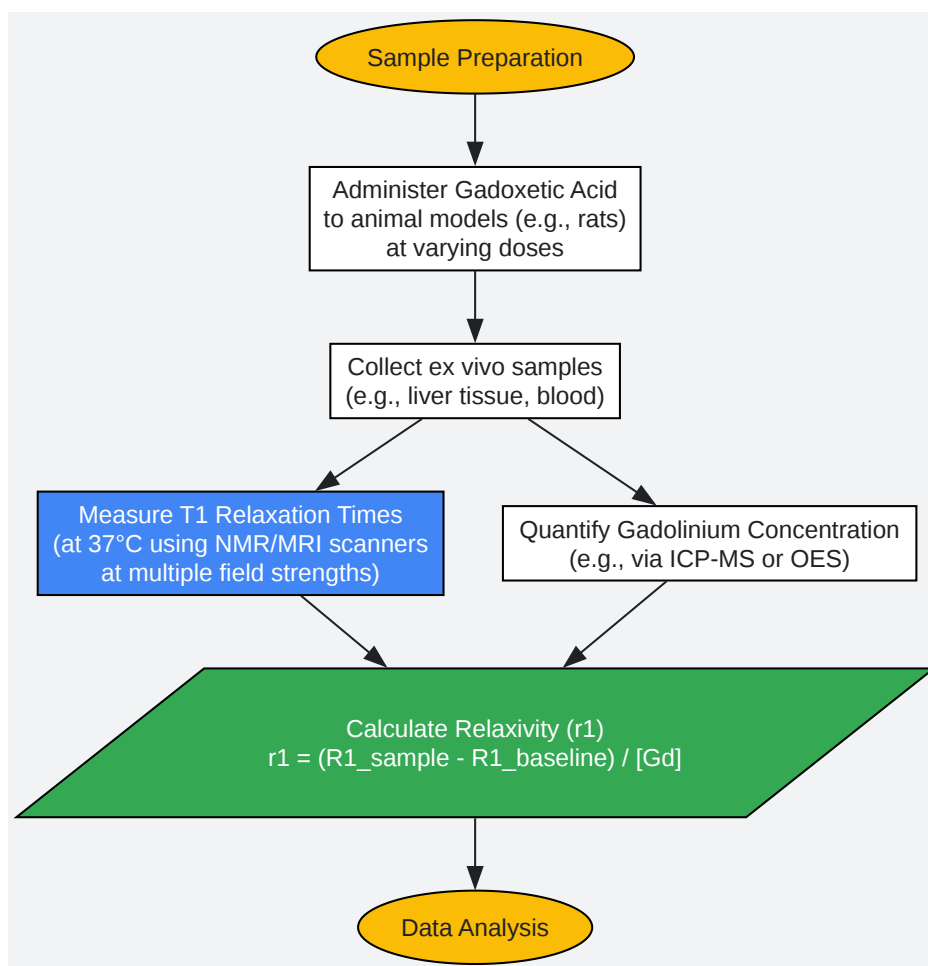 Sample Preparation
Administer Gadoxetic Acid
to animal models (e.g., rats)
at varying doses
Collect ex vivo samples
(e.g., liver tissue, blood)
Measure T1 Relaxation Times
(at 37°C using NMR/MRI scanners
at multiple field strengths)
Quantify Gadolinium Concentration
(e.g., via ICP-MS or OES)
Calculate Relaxivity (r1)
r1 = (R1_sample - R1_baseline) / [Gd]
Data Analysis